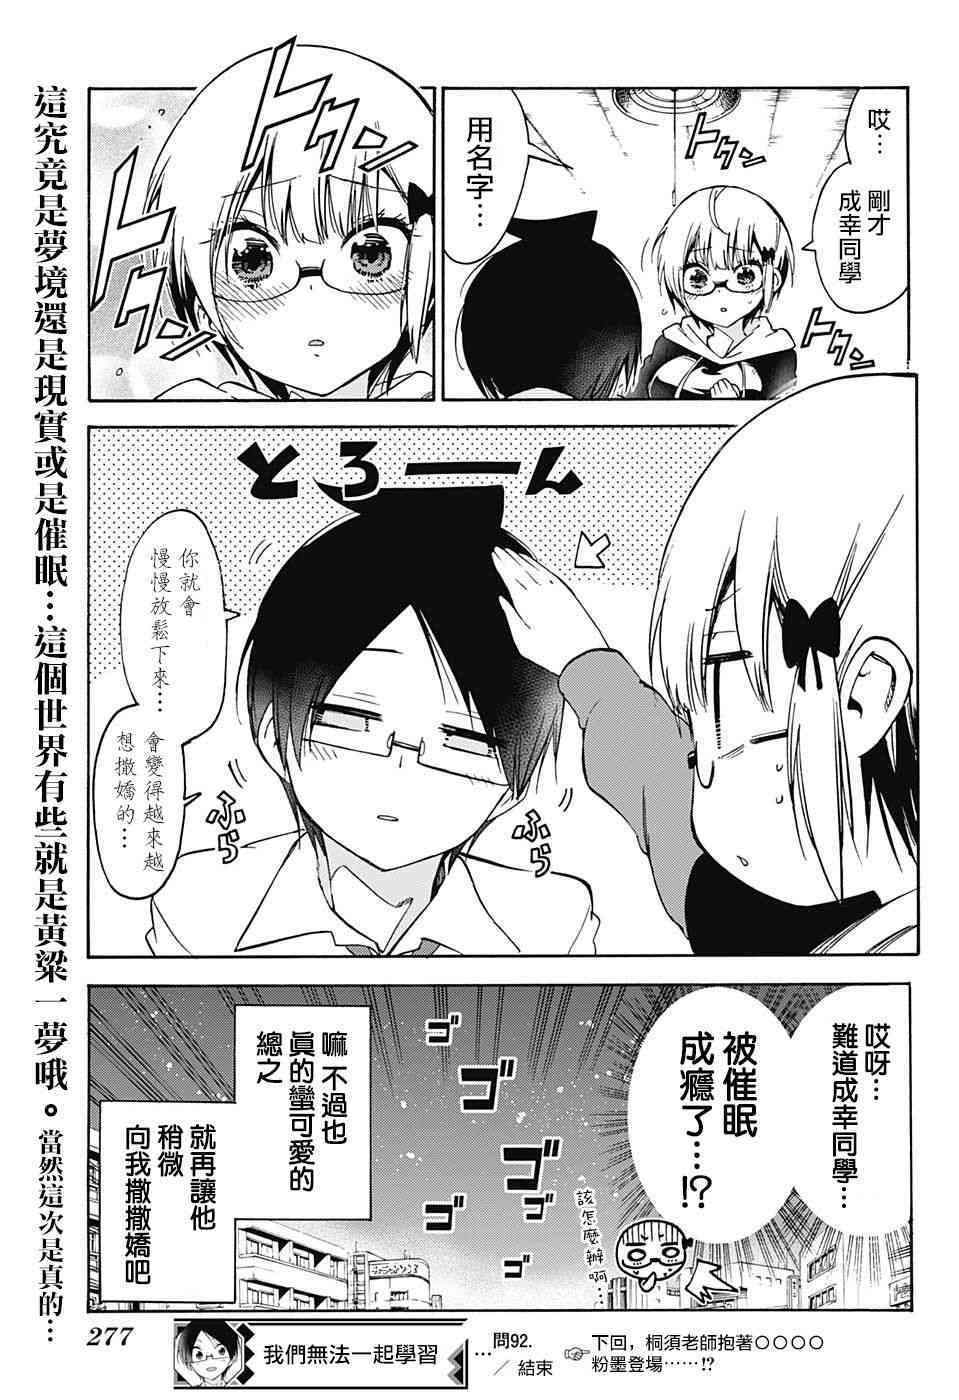 哎…
剛才
成幸同學
用名字…
トクン
トクン
トクン
トクン
とろーん
你就會
慢慢放鬆下來…
會變得越來越
想撒嬌的…
ふら
ふら
哎呀…
難道成幸同學…
被催眠
成癮了…!?
該怎麼辦啊…
ゴ
ゴ
ゴ
ゴ
ゴ
嘛 不過也
真的蠻可愛的
總之
就再讓他
稍微
向我撒撒嬌吧
這究竟是夢境還是現實或是催眠…這個世界有些就是黃粱一夢哦。當然這次是真的…
277
我們無法一起學習
…問92.／結束
☞下回，桐須老師抱著〇〇〇〇
粉墨登場……!?